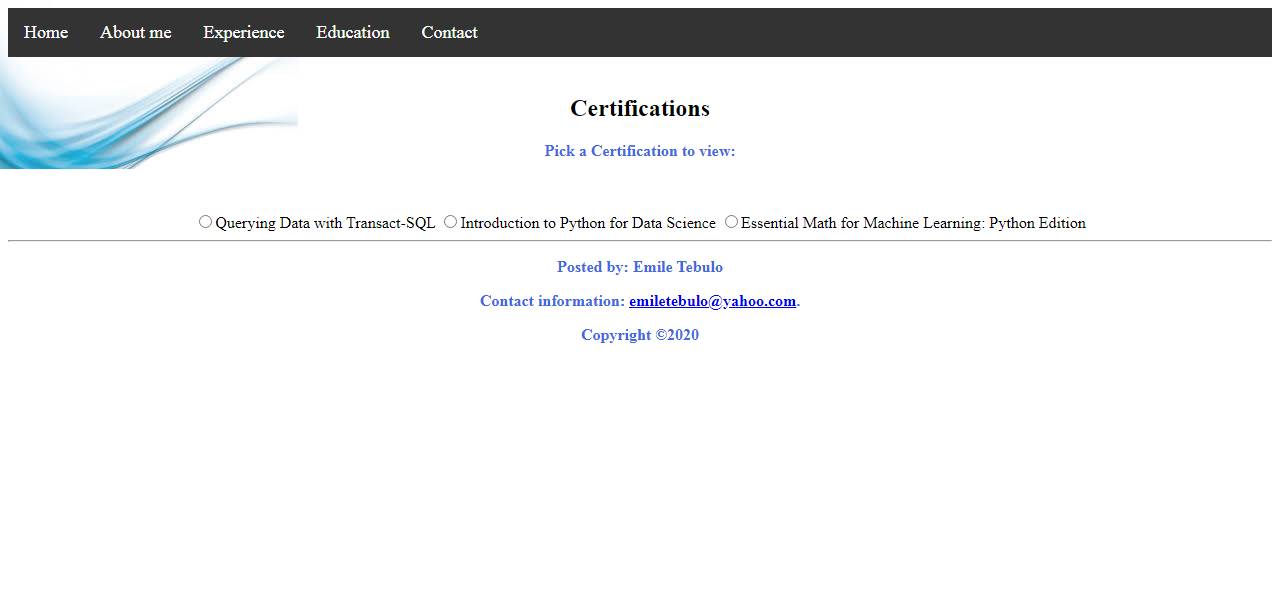 Home About me Experience Education Contact
Certifications
Pick a Certification to view:
Querying Data with Transact-SQL Introduction to Python for Data Science Essential Math for Machine Learning: Python Edition
Posted by: Emile Tebulo
Contact information: emiletebulo@yahoo.com.
Copyright ©2020